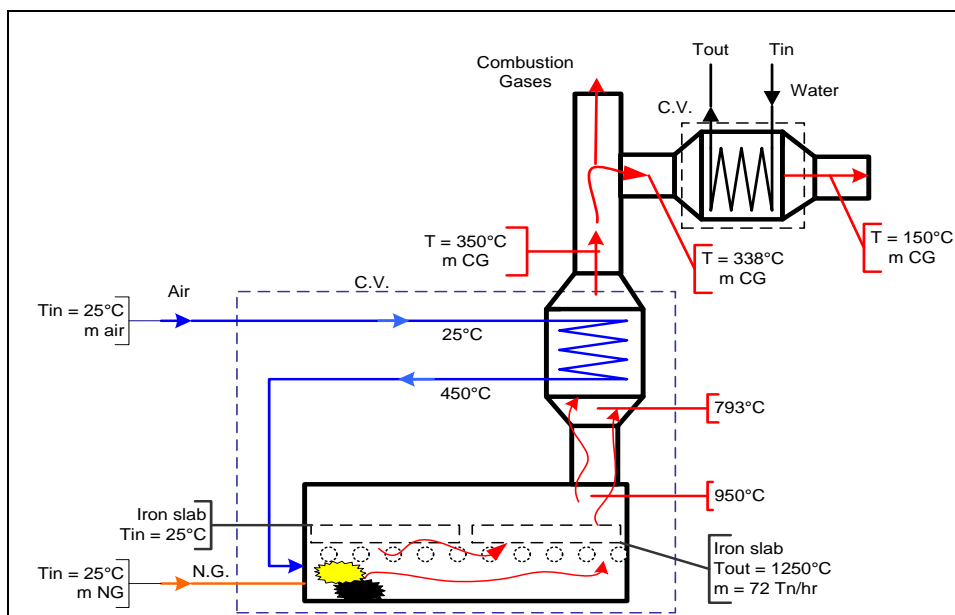 Tout
Tin
Combustion
Gases
Water
C.V.
T = 350°C
m CG
T = 338°C
m CG
T = 150°C
m CG
C.V.
Tin = 25°C
m air
Air
25°C
450°C
793°C
950°C
Iron slab
Tin = 25°C
Iron slab
Tout = 1250°C
m = 72 Tn/hr
Tin = 25°C
m NG
N.G.